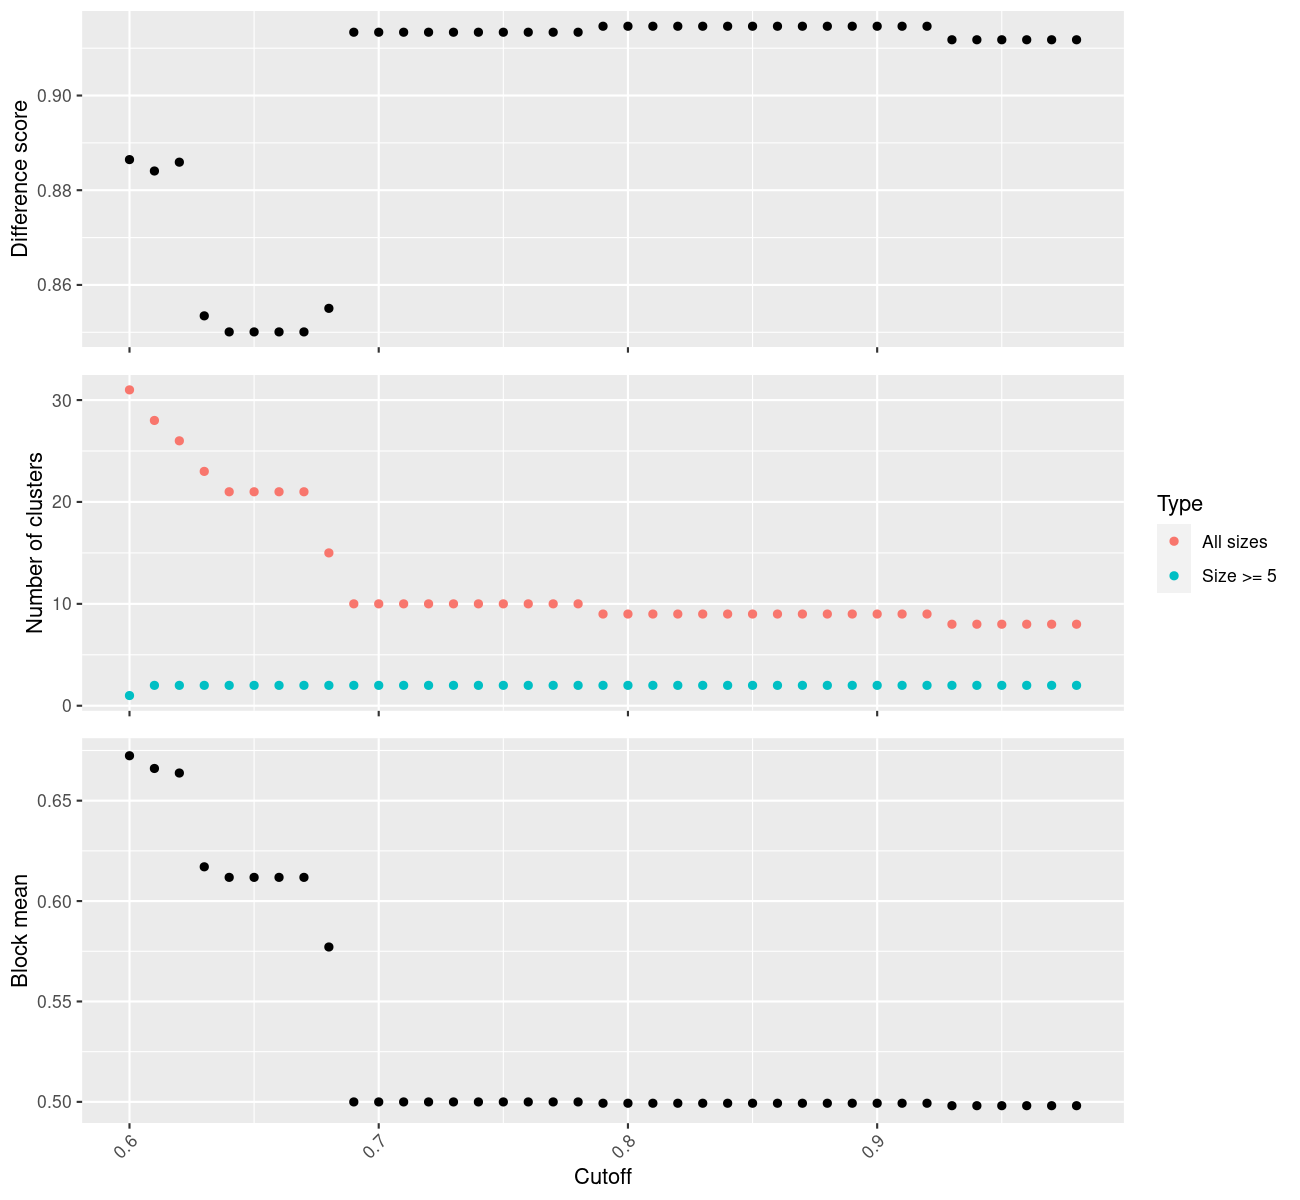 Difference score
0.90
0.88
0.86
Number of clusters
30
20
10
0
Type
All sizes
Size >= 5
Block mean
0.65
0.60
0.55
0.50
0.6
0.7
0.8
0.9
Cutoff